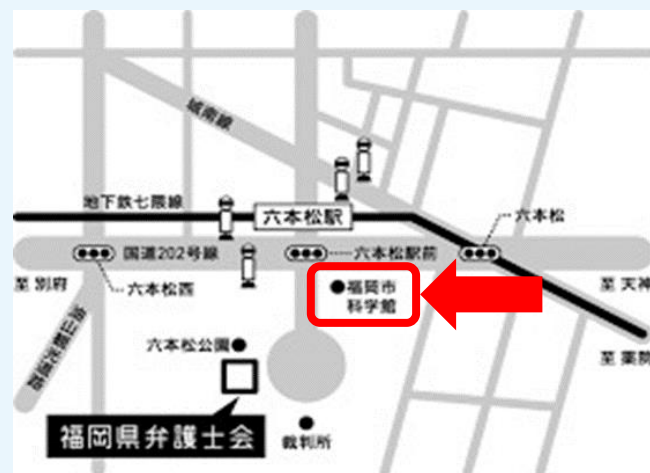 城南線
地下鉄七隈線
六本松駅
六本松
国道202号線
六本松駅前
至 別府
六本松西
至 天神
福岡市
科学館
六本松公園
至 薬院
福岡県弁護士会
裁判所